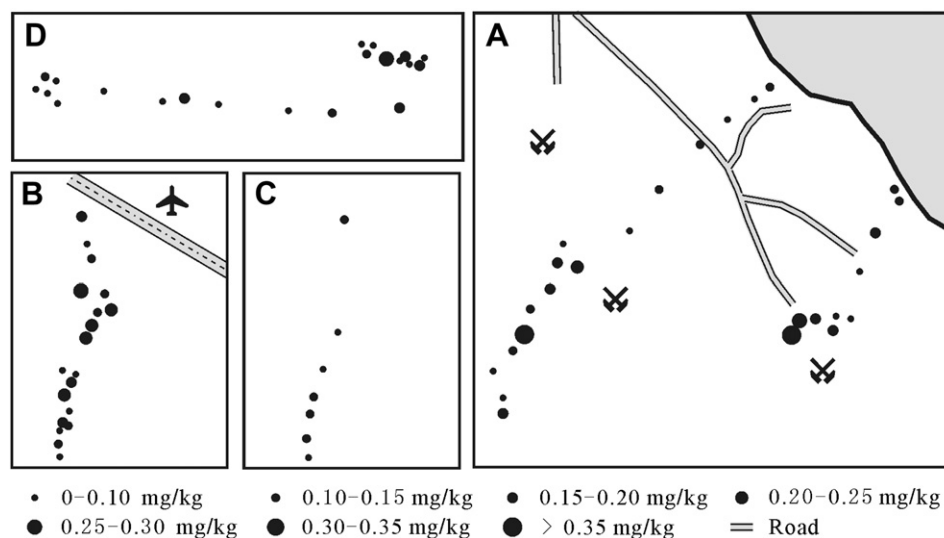 D
A
B
C
0–0.10 mg/kg
0.10–0.15 mg/kg
0.15–0.20 mg/kg
0.20–0.25 mg/kg
0.25–0.30 mg/kg
0.30–0.35 mg/kg
> 0.35 mg/kg
Road